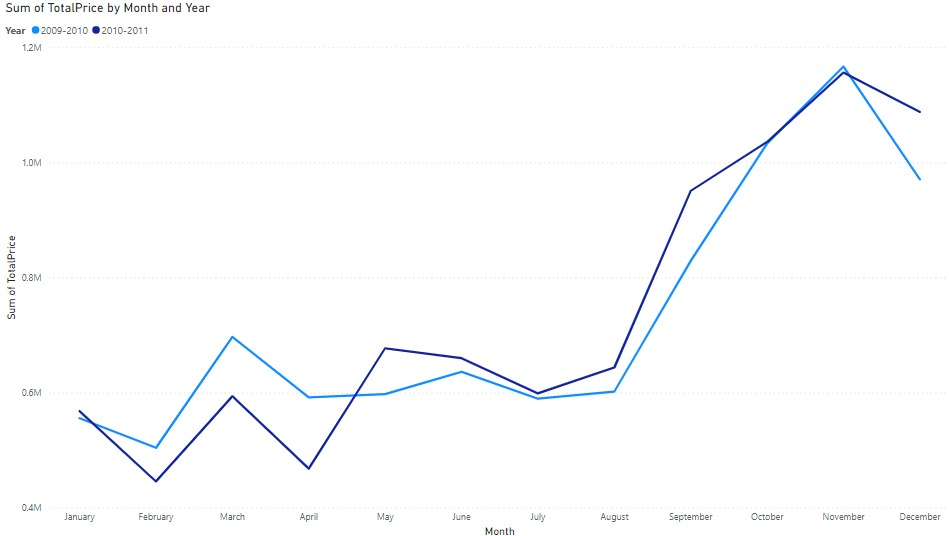 Sum of TotalPrice by Month and Year
Year 2009-2010 2010-2011
1.2M
1.0M
0.8M
0.6M
0.4M
Sum of TotalPrice
January February March April May June July August September October November December
Month